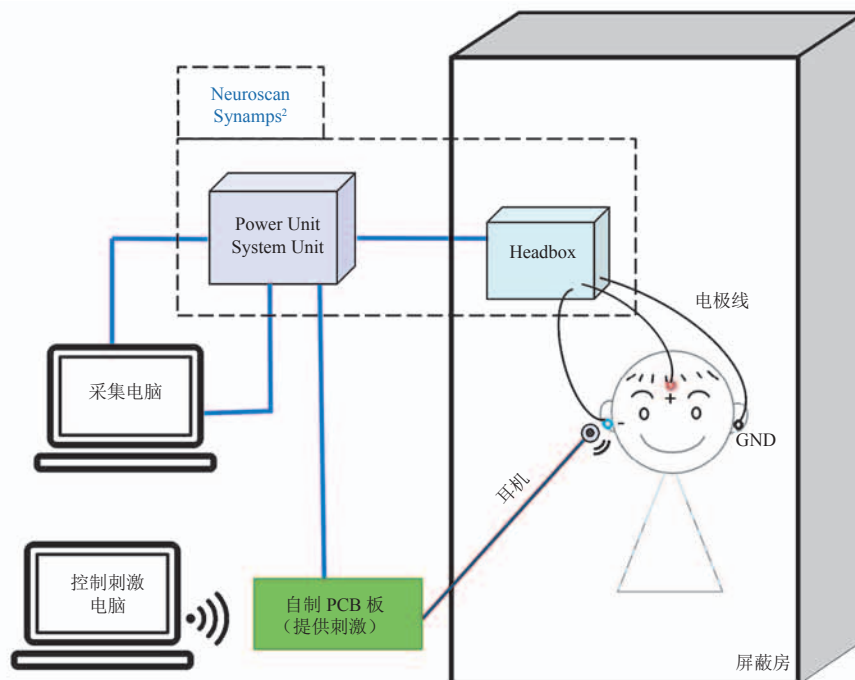 Neuroscan
Synamps²
Power Unit
System Unit
Headbox
电极线
采集电脑
+
-
GND
耳机
控制刺激
电脑
自制 PCB 板
（提供刺激）
屏蔽房